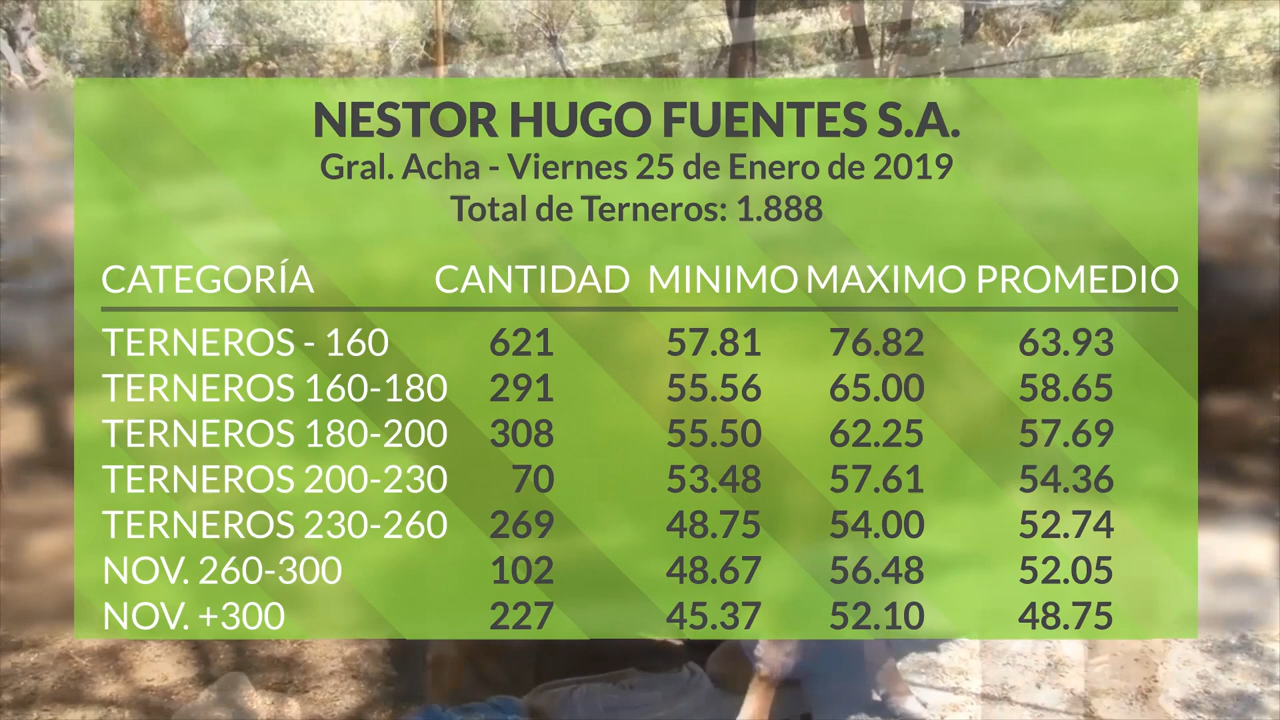 NESTOR HUGO FUENTES S.A.
Gral. Acha - Viernes 25 de Enero de 2019
Total de Terneros: 1.888
CATEGORÍA CANTIDAD MINIMO MAXIMO PROMEDIO
TERNEROS - 160 621 57.81 76.82 63.93
TERNEROS 160-180 291 55.56 65.00 58.65
TERNEROS 180-200 308 55.50 62.25 57.69
TERNEROS 200-230 70 53.48 57.61 54.36
TERNEROS 230-260 269 48.75 54.00 52.74
NOV. 260-300 102 48.67 56.48 52.05
NOV. +300 227 45.37 52.10 48.75